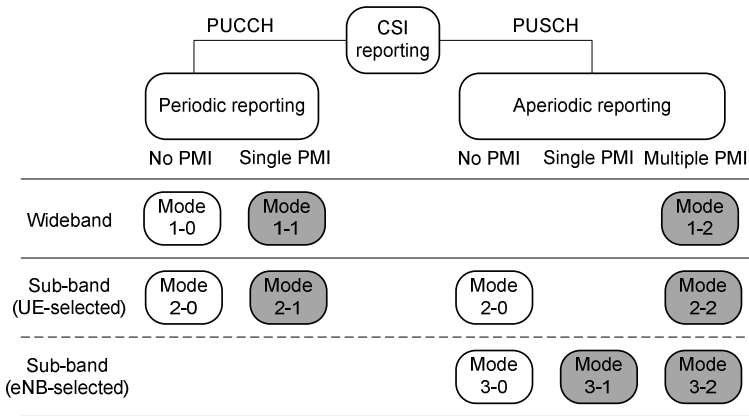 PUCCH
CSI
reporting
PUSCH
Periodic reporting
Aperiodic reporting
No PMI
Single PMI
No PMI
Single PMI
Multiple PMI
Wideband
Mode
1-0
Mode
1-1
Mode
1-2
Sub-band
(UE-selected)
Mode
2-0
Mode
2-1
Mode
2-0
Mode
2-2
Sub-band
(eNB-selected)
Mode
3-0
Mode
3-1
Mode
3-2